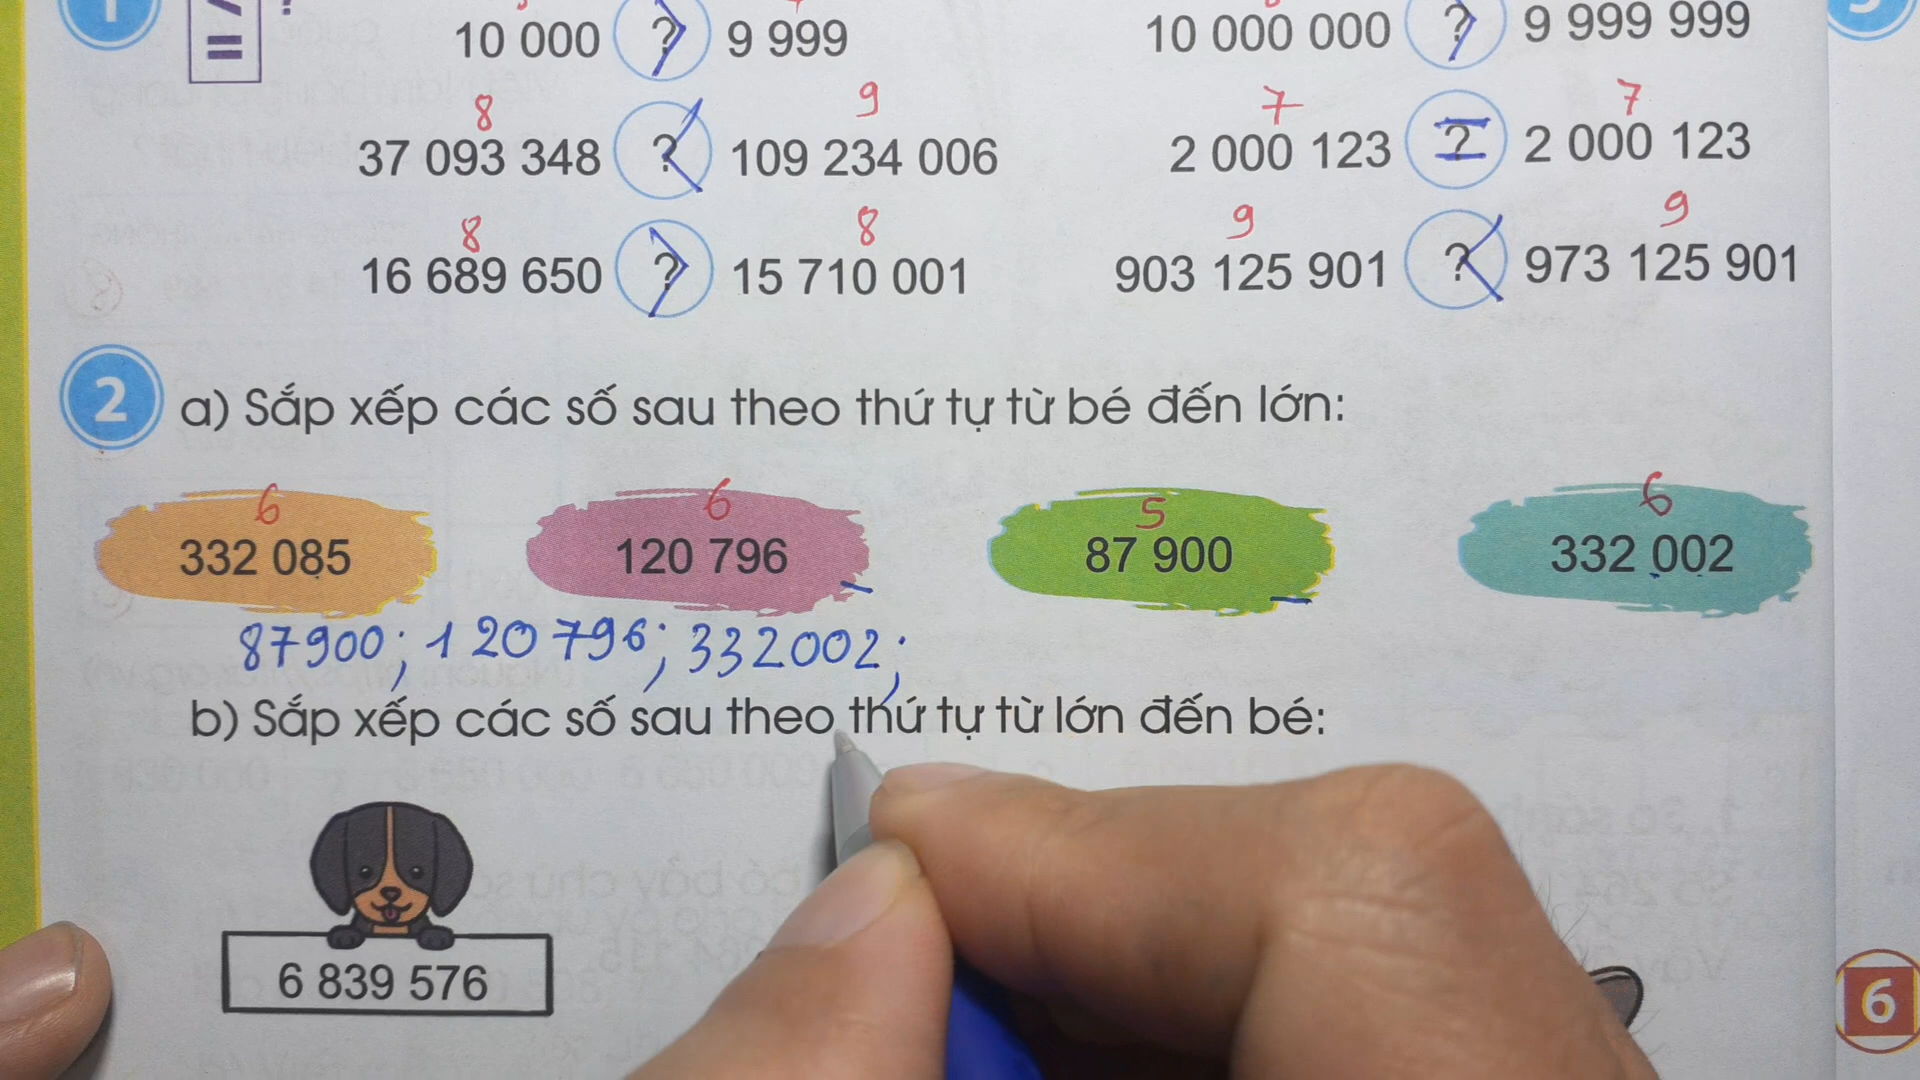 1
=
10 000 ? > 9 999
10 000 000 ? > 9 999 999
8 9 7 7
37 093 348 ? < 109 234 006
2 000 123 ? = 2 000 123
8 8 9 9
16 689 650 ? > 15 710 001
903 125 901 ? < 973 125 901
2 a) Sắp xếp các số sau theo thứ tự từ bé đến lớn:
6 6 5 6
332 085 120 796 87 900 332 002
87900; 120 796; 332002;
b) Sắp xếp các số sau theo thứ tự từ lớn đến bé:
6 839 576
6